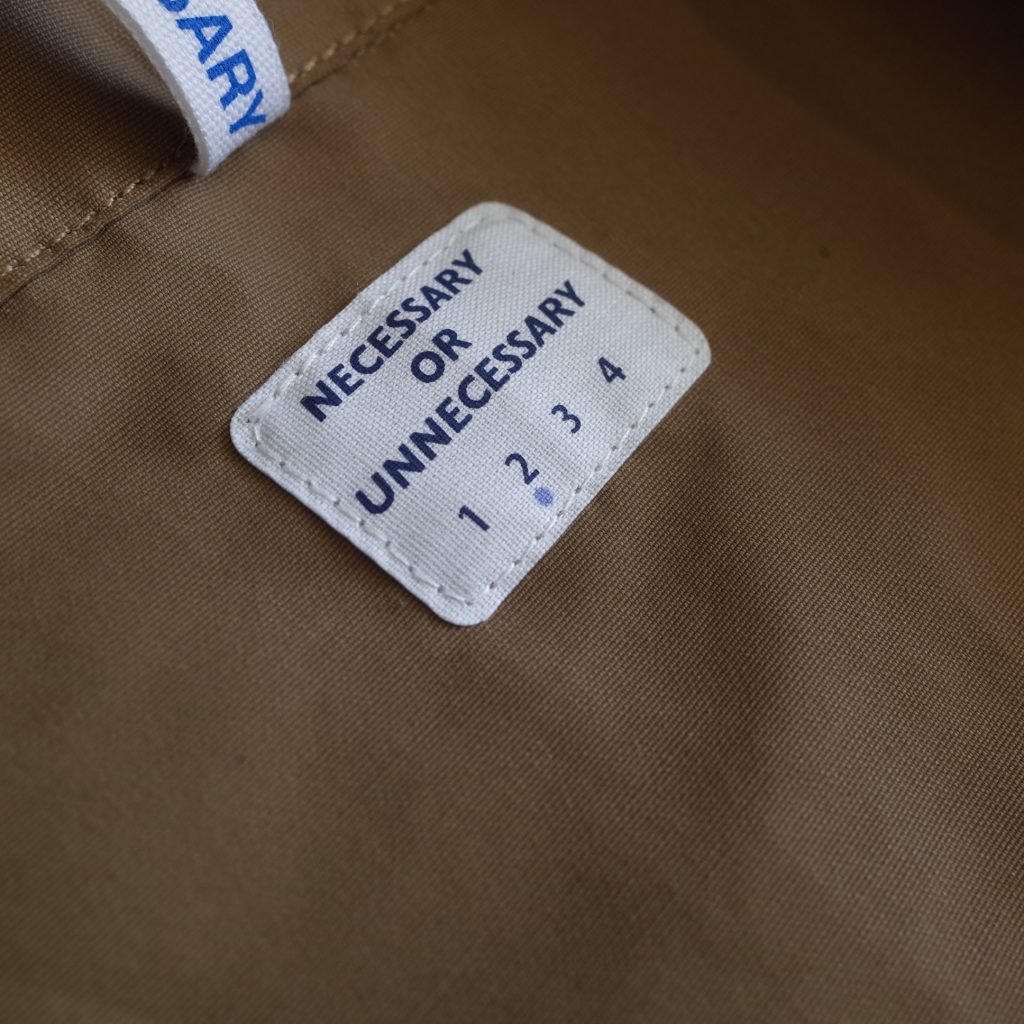 NECESSARY
OR
UNNECESSARY
1 2 3 4